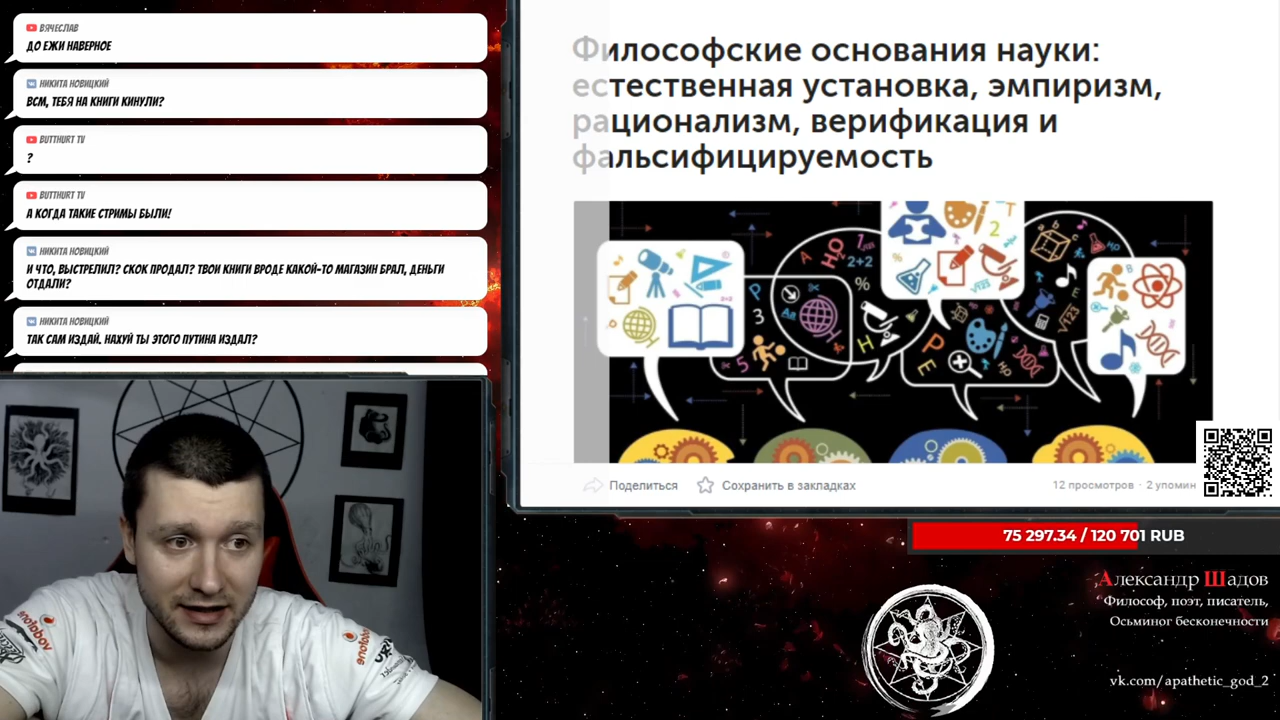 ВЯЧЕСЛАВ
ДО ЕЖИ НАВЕРНОЕ
НИКИТА НОВИЦКИЙ
ВСМ, ТЕБЯ НА КНИГИ КИНУЛИ?
BUTTHURT TV
?
BUTTHURT TV
А КОГДА ТАКИЕ СТРИМЫ БЫЛИ!
НИКИТА НОВИЦКИЙ
И ЧТО, ВЫСТРЕЛИЛ? СКОК ПРОДАЛ? ТВОИ КНИГИ ВРОДЕ КАКОЙ-ТО МАГАЗИН БРАЛ, ДЕНЬГИ
ОТДАЛИ?
НИКИТА НОВИЦКИЙ
ТАК САМ ИЗДАЙ. НАХУЙ ТЫ ЭТОГО ПУТИНА ИЗДАЛ?
Философские основания науки:
естественная установка, эмпиризм,
рационализм, верификация и
фальсифицируемость
Поделиться
Сохранить в закладках
12 просмотров · 2 упомин
75 297.34 / 120 701 RUB
Александр Шадов
Философ, поэт, писатель,
Осьминог бесконечности
vk.com/apathetic_god_2